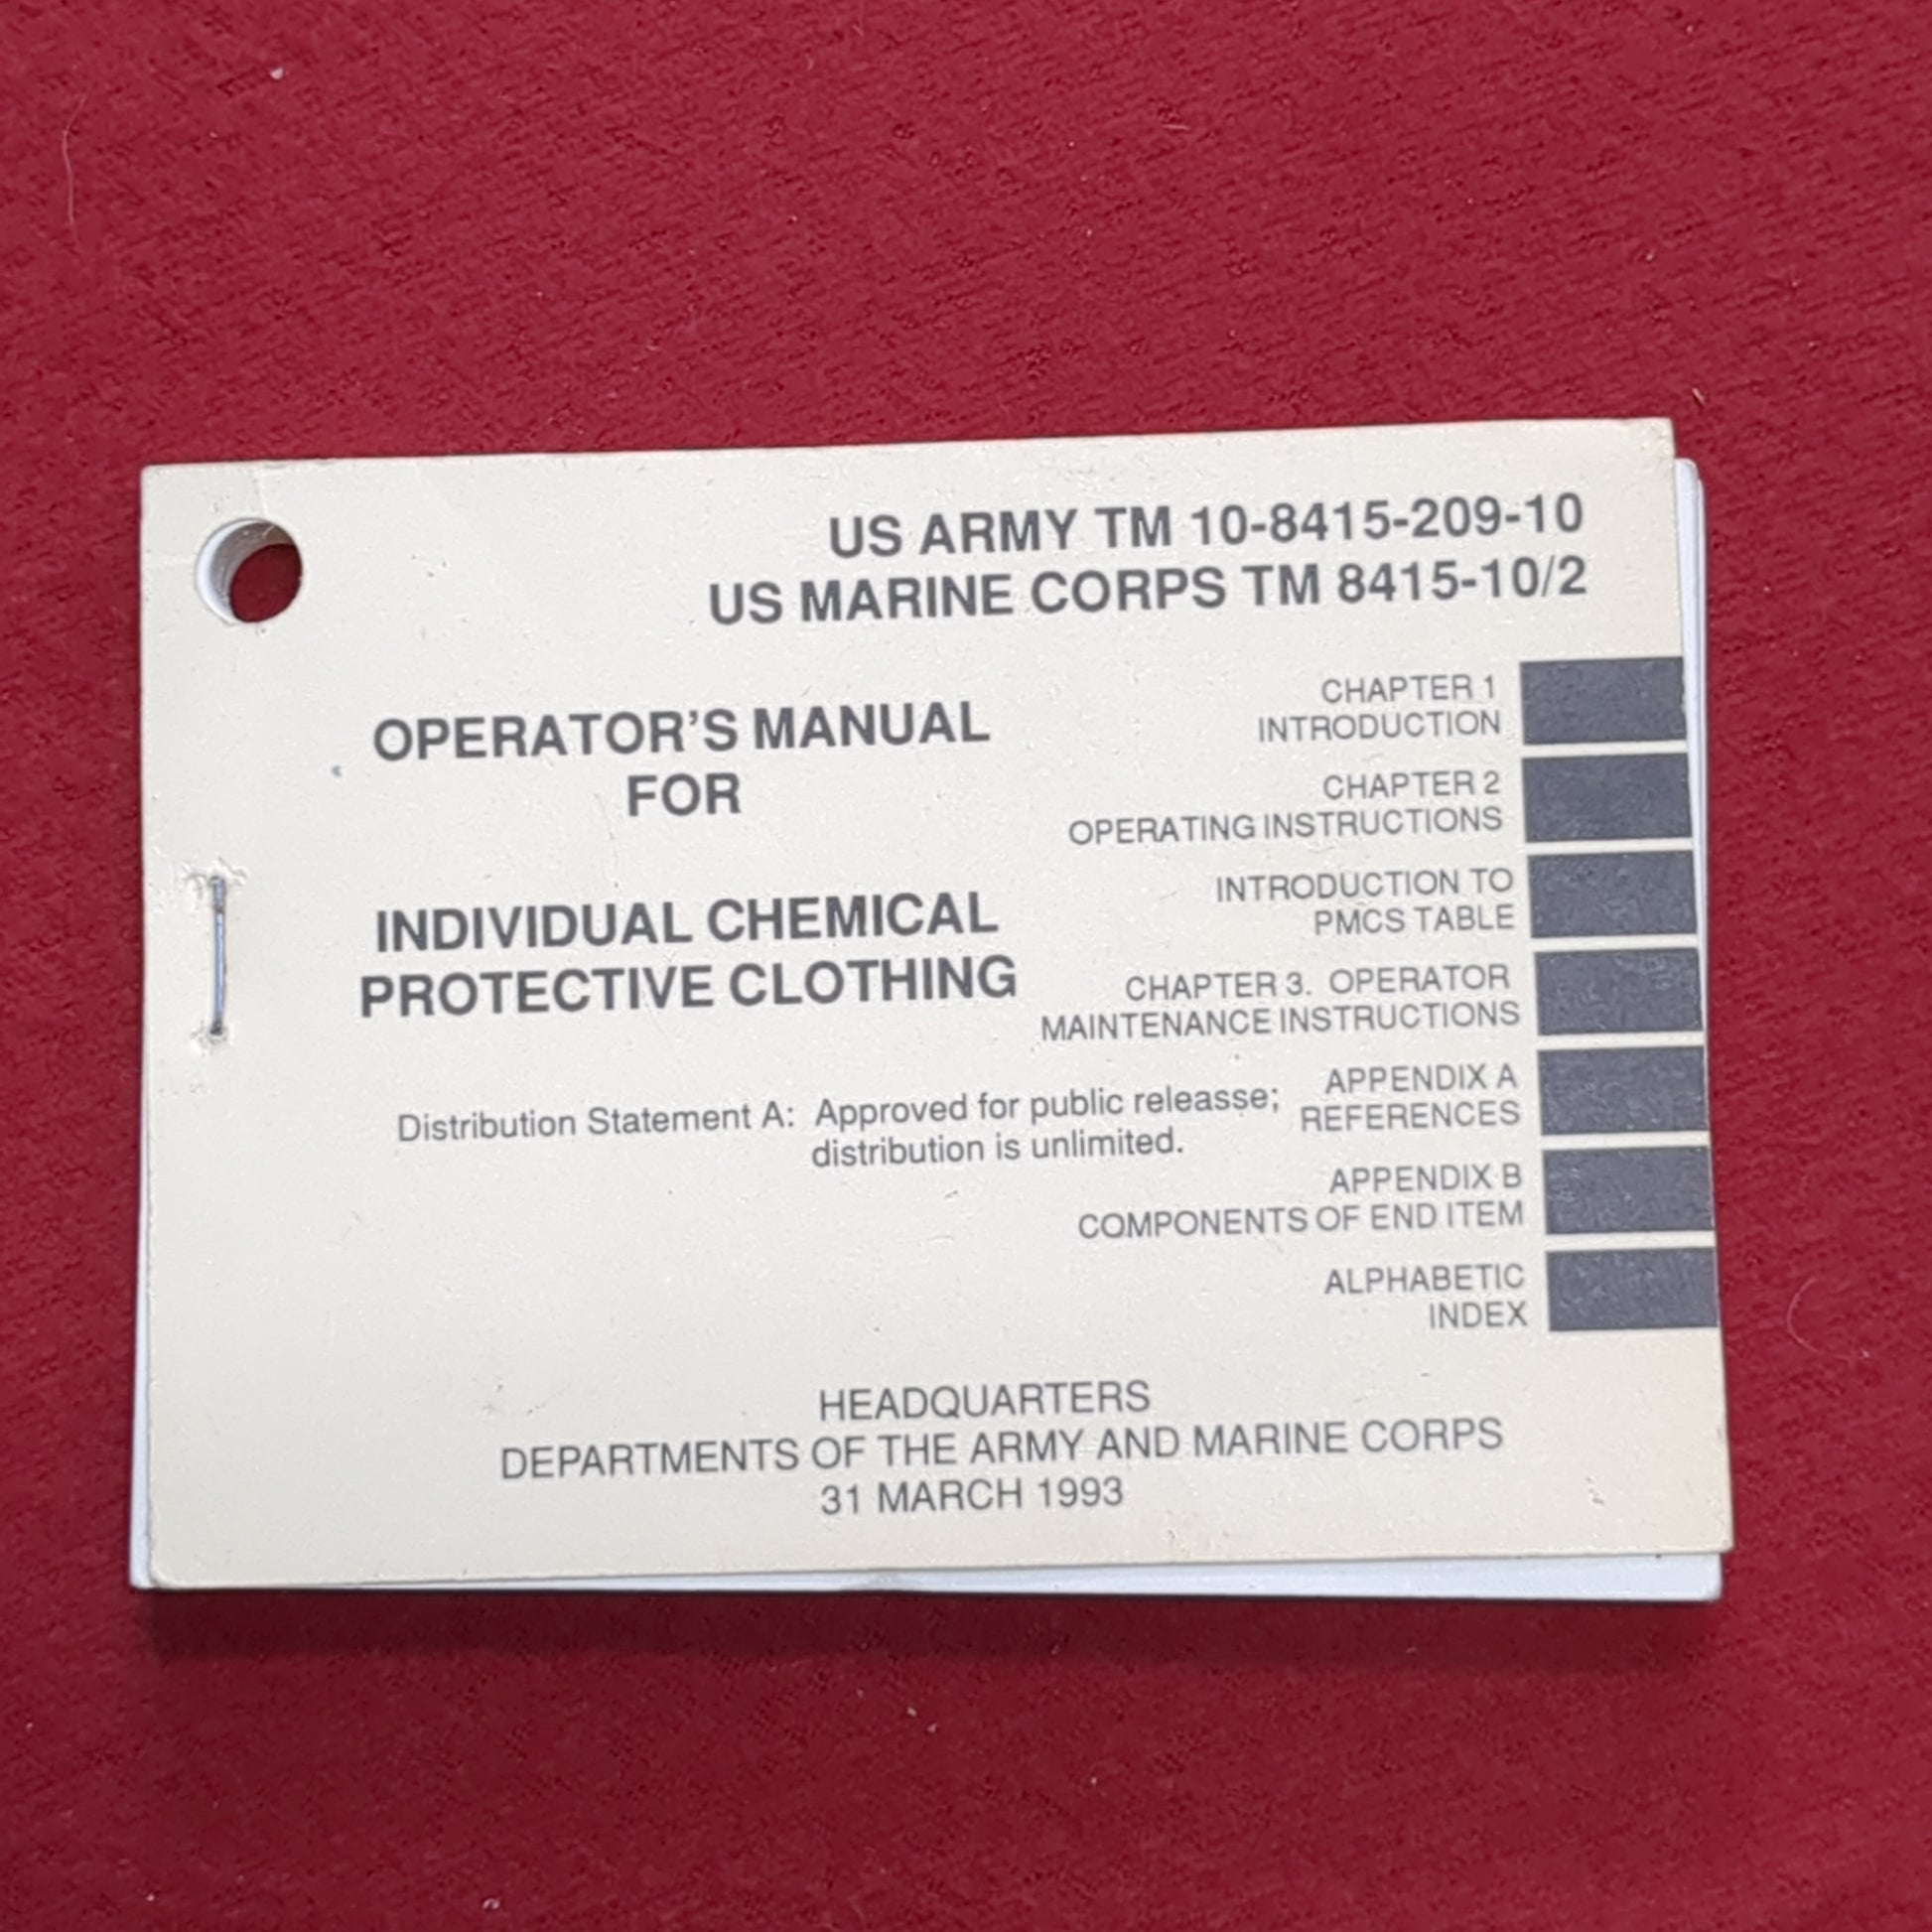 US ARMY TM 10-8415-209-10
US MARINE CORPS TM 8415-10/2
OPERATOR'S MANUAL
FOR
INDIVIDUAL CHEMICAL
PROTECTIVE CLOTHING
Distribution Statement A: Approved for public releasse;
distribution is unlimited.
CHAPTER 1
INTRODUCTION
CHAPTER 2
OPERATING INSTRUCTIONS
INTRODUCTION TO
PMCS TABLE
CHAPTER 3. OPERATOR
MAINTENANCE INSTRUCTIONS
APPENDIX A
REFERENCES
APPENDIX B
COMPONENTS OF END ITEM
ALPHABETIC
INDEX
HEADQUARTERS
DEPARTMENTS OF THE ARMY AND MARINE CORPS
31 MARCH 1993